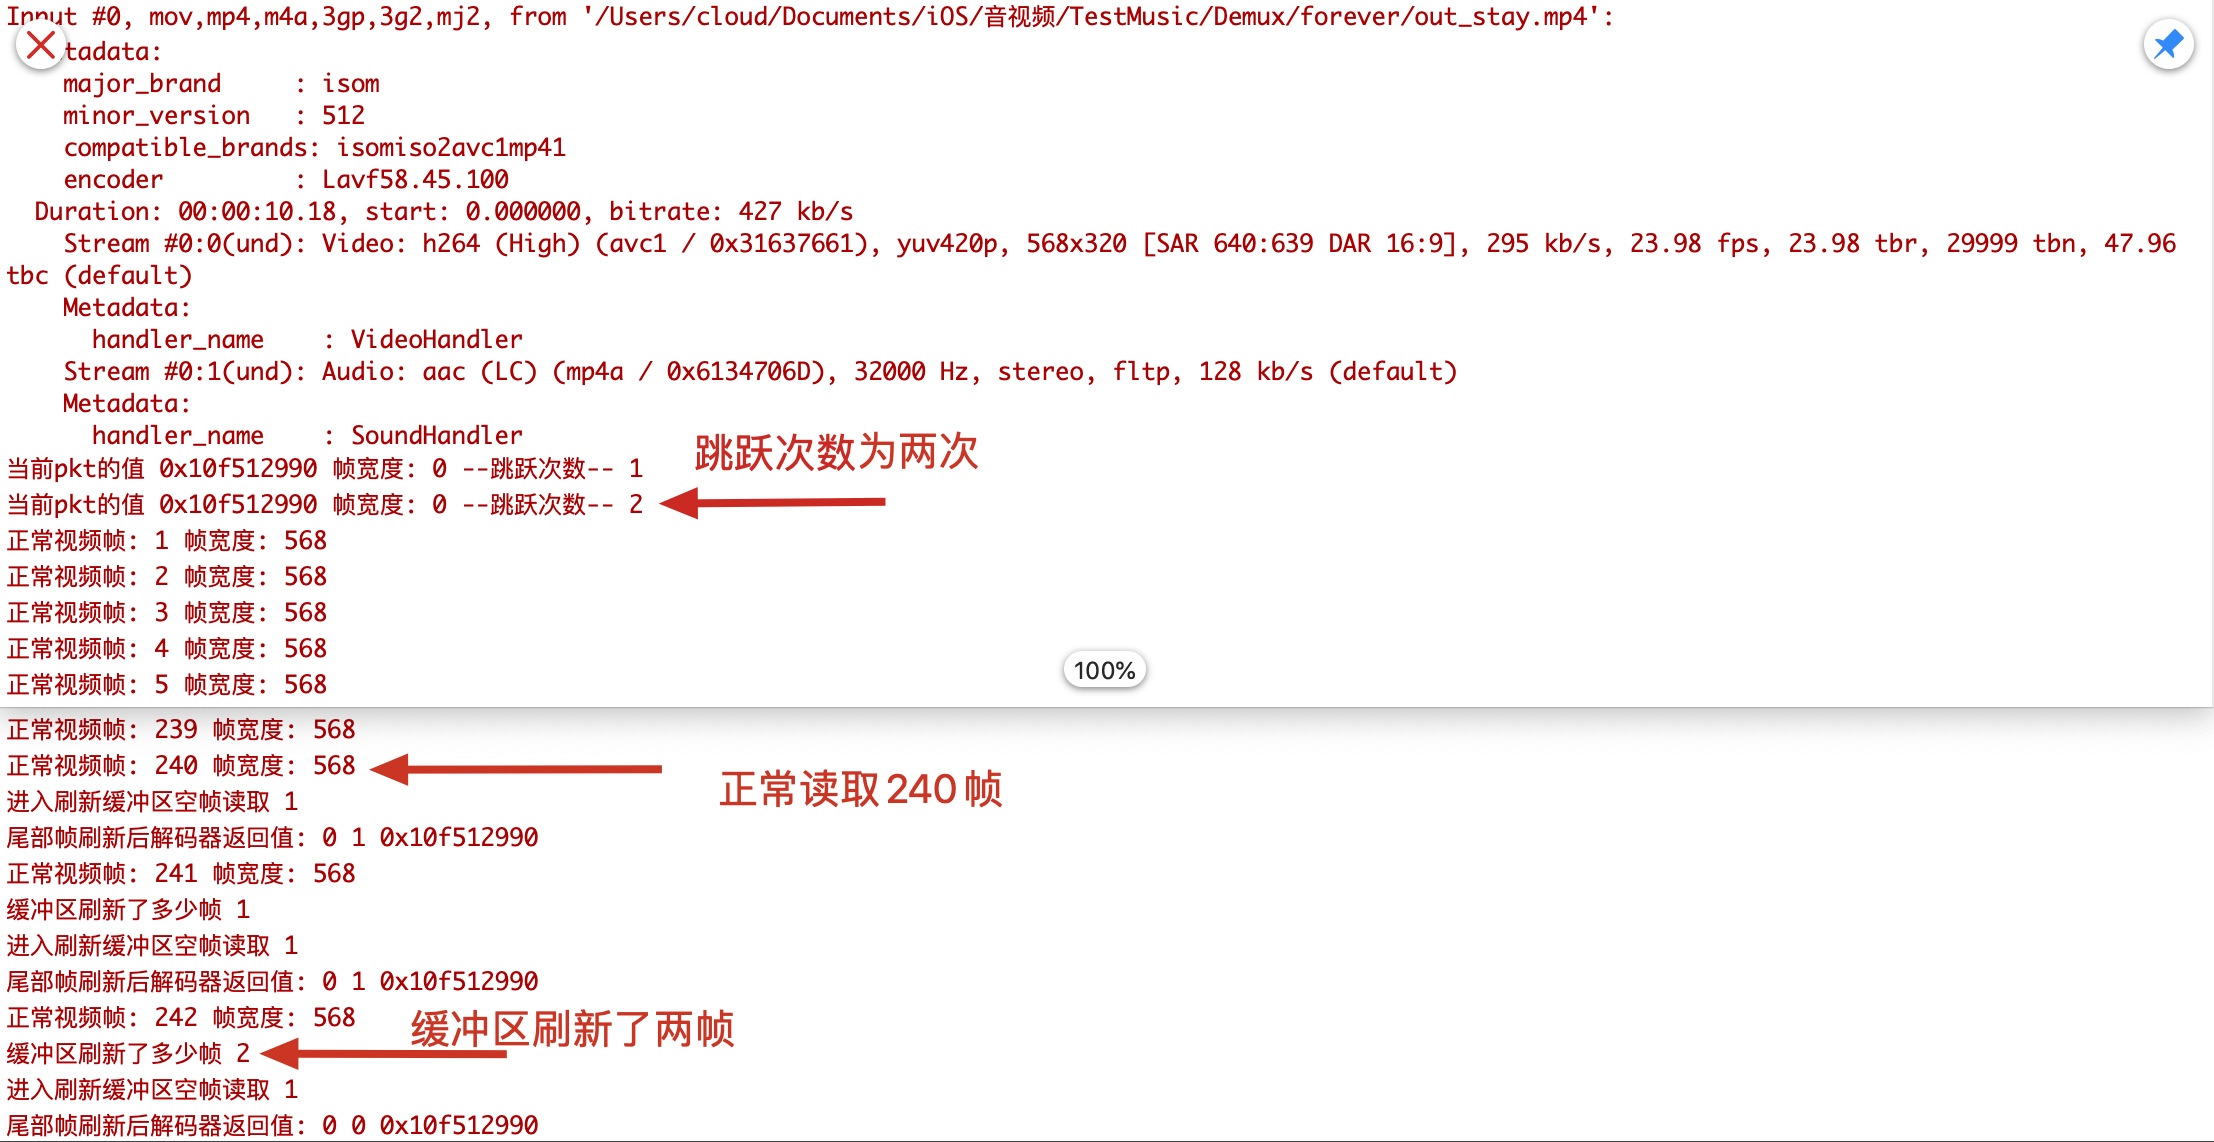 Input #0, mov,mp4,m4a,3gp,3g2,mj2, from '/Users/cloud/Documents/iOS/音视频/TestMusic/Demux/forever/out_stay.mp4':
tadata:
major_brand     : isom
minor_version   : 512
compatible_brands: isomiso2avc1mp41
encoder         : Lavf58.45.100
Duration: 00:00:10.18, start: 0.000000, bitrate: 427 kb/s
Stream #0:0(und): Video: h264 (High) (avc1 / 0x31637661), yuv420p, 568x320 [SAR 640:639 DAR 16:9], 295 kb/s, 23.98 fps, 23.98 tbr, 29999 tbn, 47.96
tbc (default)
Metadata:
handler_name    : VideoHandler
Stream #0:1(und): Audio: aac (LC) (mp4a / 0x6134706D), 32000 Hz, stereo, fltp, 128 kb/s (default)
Metadata:
handler_name    : SoundHandler
跳跃次数为两次
当前pkt的值 0x10f512990 帧宽度: 0 --跳跃次数-- 1
当前pkt的值 0x10f512990 帧宽度: 0 --跳跃次数-- 2
正常视频帧: 1 帧宽度: 568
正常视频帧: 2 帧宽度: 568
正常视频帧: 3 帧宽度: 568
正常视频帧: 4 帧宽度: 568
100%
正常视频帧: 5 帧宽度: 568
正常视频帧: 239 帧宽度: 568
正常视频帧: 240 帧宽度: 568
正常读取240帧
进入刷新缓冲区空帧读取 1
尾部帧刷新后解码器返回值: 0 1 0x10f512990
正常视频帧: 241 帧宽度: 568
缓冲区刷新了多少帧 1
进入刷新缓冲区空帧读取 1
尾部帧刷新后解码器返回值: 0 1 0x10f512990
正常视频帧: 242 帧宽度: 568
缓冲区刷新了两帧
缓冲区刷新了多少帧 2
进入刷新缓冲区空帧读取 1
尾部帧刷新后解码器返回值: 0 0 0x10f512990